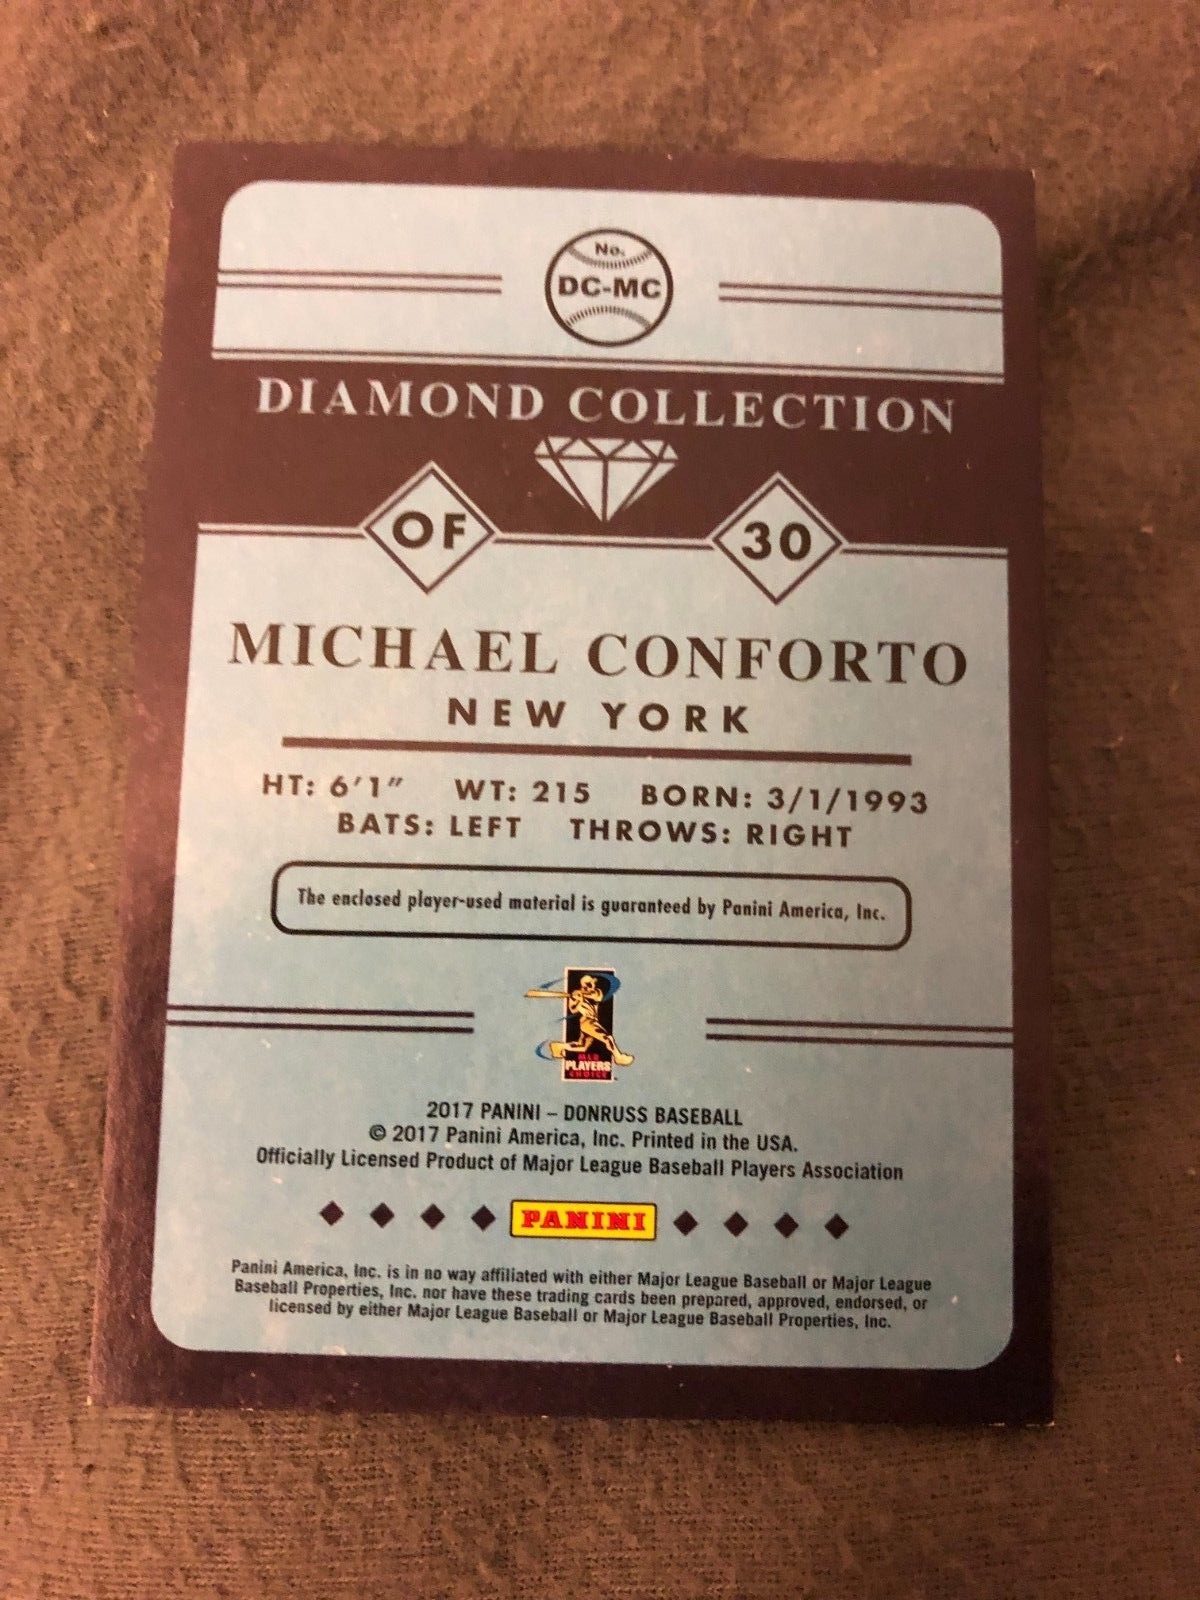 No.
DC-MC
DIAMOND COLLECTION
OF 30
MICHAEL CONFORTO
NEW YORK
HT: 6'1" WT: 215 BORN: 3/1/1993
BATS: LEFT THROWS: RIGHT
The enclosed player-used material is guaranteed by Panini America, Inc.
MLB
PLAYERS
CHOICE
2017 PANINI – DONRUSS BASEBALL
© 2017 Panini America, Inc. Printed in the USA.
Officially Licensed Product of Major League Baseball Players Association
PANINI
Panini America, Inc. is in no way affiliated with either Major League Baseball or Major League
Baseball Properties, Inc. nor have these trading cards been prepared, approved, endorsed, or
licensed by either Major League Baseball or Major League Baseball Properties, Inc.